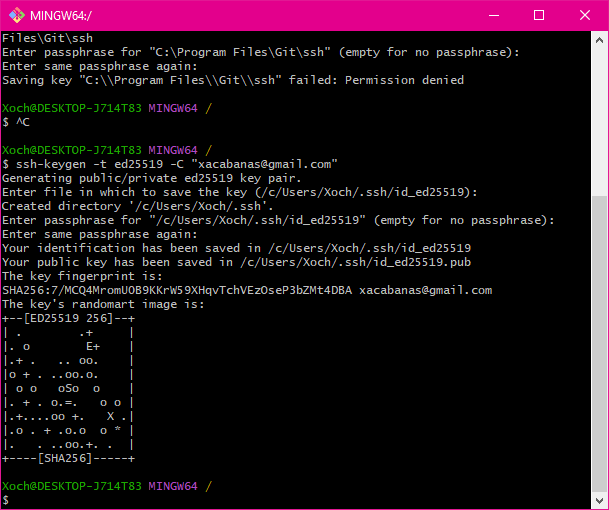 MINGW64:/
Files\Git\ssh
Enter passphrase for "C:\Program Files\Git\ssh" (empty for no passphrase):
Enter same passphrase again:
Saving key "C:\\Program Files\\Git\\ssh" failed: Permission denied
Xoch@DESKTOP-J714T83 MINGW64 /
$ ^C
Xoch@DESKTOP-J714T83 MINGW64 /
$ ssh-keygen -t ed25519 -C "xacabanas@gmail.com"
Generating public/private ed25519 key pair.
Enter file in which to save the key (/c/Users/Xoch/.ssh/id_ed25519):
Created directory '/c/Users/Xoch/.ssh'.
Enter passphrase for "/c/Users/Xoch/.ssh/id_ed25519" (empty for no passphrase):
Enter same passphrase again:
Your identification has been saved in /c/Users/Xoch/.ssh/id_ed25519
Your public key has been saved in /c/Users/Xoch/.ssh/id_ed25519.pub
The key fingerprint is:
SHA256:7/MCQ4MromUOB9KKrW59XHqvTchVEzOseP3bZMt4DBA xacabanas@gmail.com
The key's randomart image is:
+--[ED25519 256]--+
| .        .+     |
|. o        E+    |
|.+ .   .. oo.    |
|o + . ..oo.o.    |
| o o   oSo  o    |
|. + . o.=.   o o |
|.+....oo +.   X .|
|.o . + .o.o  o * |
|.   . ..oo.+. .  |
+----[SHA256]-----+
Xoch@DESKTOP-J714T83 MINGW64 /
$